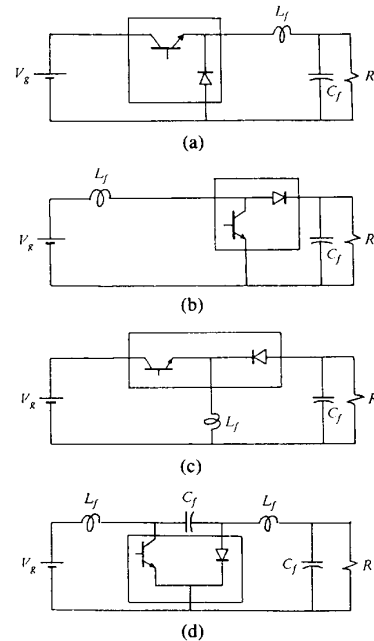 L_f
V_g
C_f
R
(a)
L_f
V_g
C_f
R
(b)
V_g
L_f
C_f
R
(c)
L_f
C_f
L_f
V_g
C_f
R
(d)